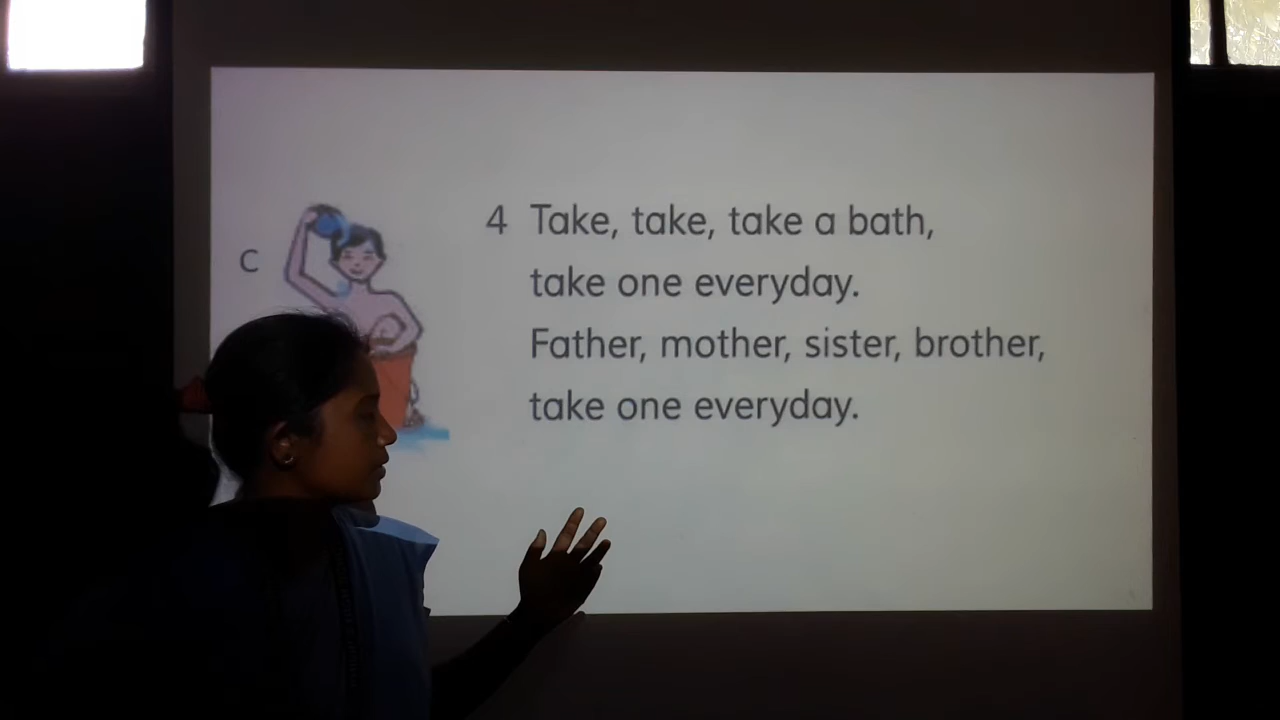 C
4 Take, take, take a bath,
take one everyday.
Father, mother, sister, brother,
take one everyday.